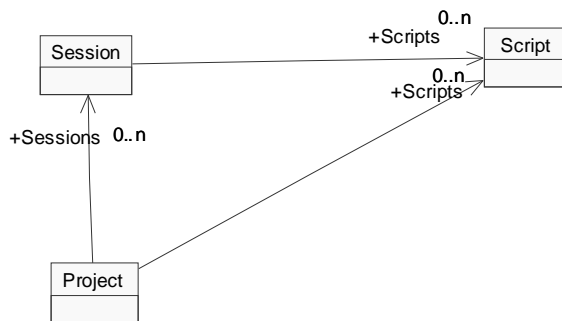 0..n
+Scripts
Session
Script
0..n
+Scripts
+Sessions 0..n
Project